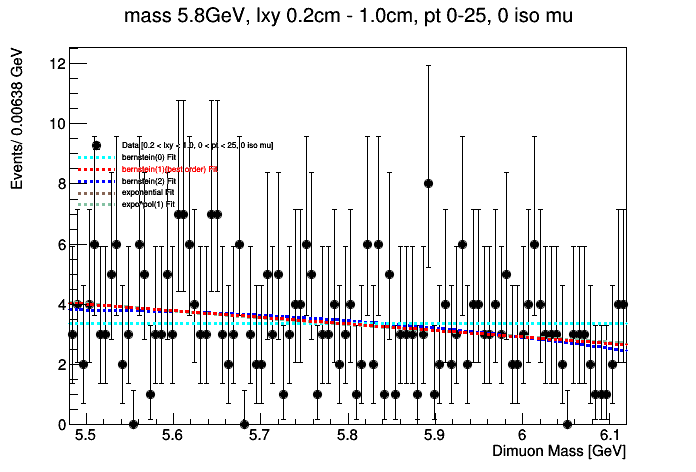 mass 5.8GeV, lxy 0.2cm - 1.0cm, pt 0-25, 0 iso mu
Events/ 0.00638 GeV
12
10
8
6
4
2
0
Data [0.2 < lxy < 1.0, 0 < pt < 25, 0 iso mu]
bernstein(0) Fit
bernstein(1)(best order) Fit
bernstein(2) Fit
exponential Fit
expo*pol(1) Fit
5.5 5.6 5.7 5.8 5.9 6 6.1
Dimuon Mass [GeV]